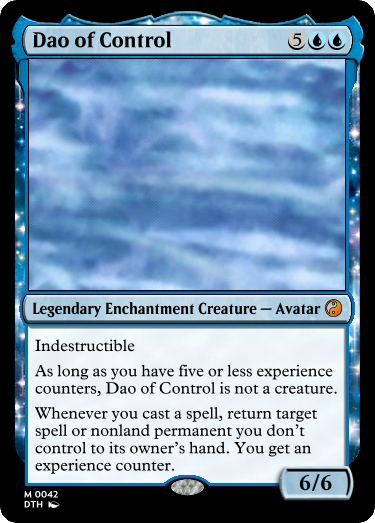 Dao of Control 5
Legendary Enchantment Creature — Avatar
Indestructible
As long as you have five or less experience
counters, Dao of Control is not a creature.
Whenever you cast a spell, return target
spell or nonland permanent you don't
control to its owner's hand. You get an
experience counter.
6/6
M 0042
DTH